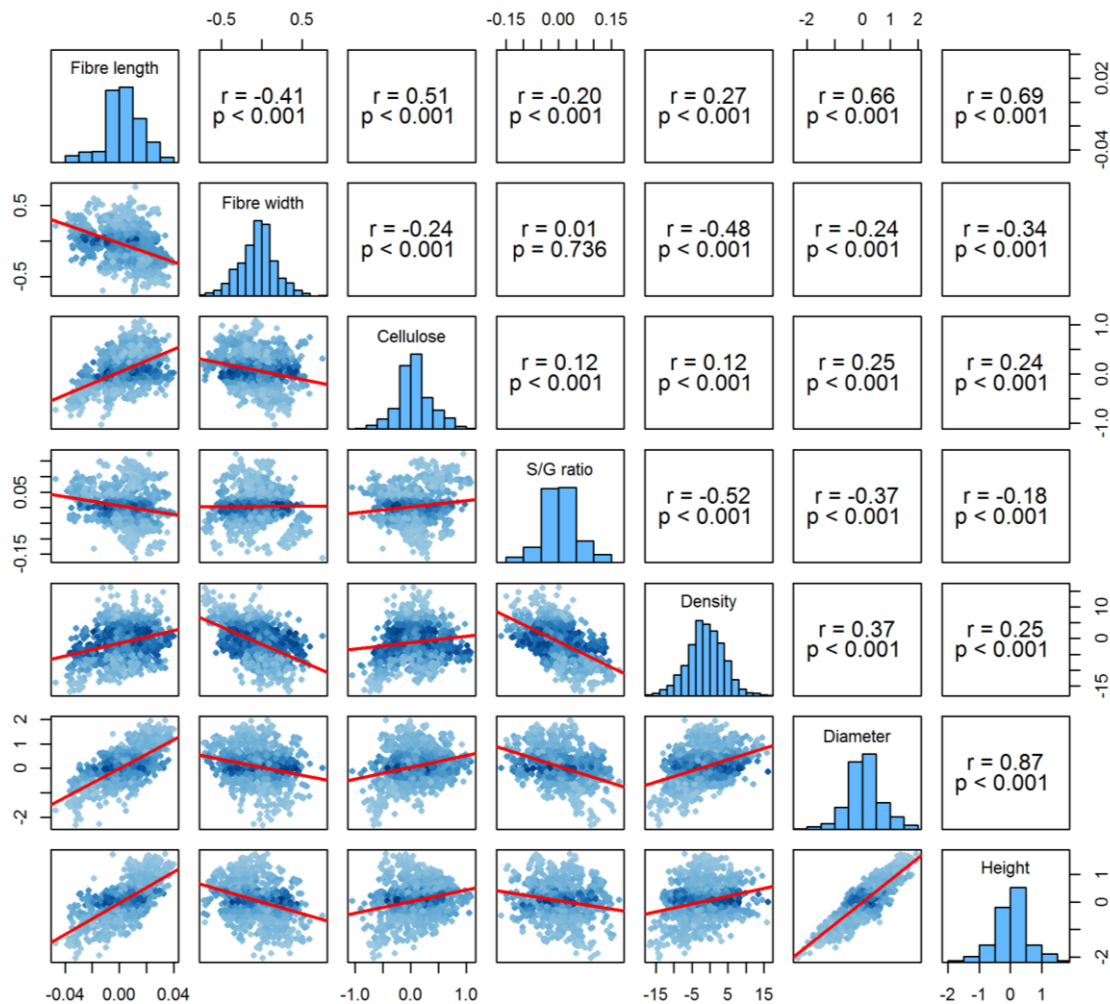 -0.5 0.5 -0.15 0.00 0.15 -2 0 1 2
Fibre length
r = -0.41
p < 0.001
r = 0.51
p < 0.001
r = -0.20
p < 0.001
r = 0.27
p < 0.001
r = 0.66
p < 0.001
r = 0.69
p < 0.001
-0.04 0.02
-0.5 0.5
Fibre width
r = -0.24
p < 0.001
r = 0.01
p = 0.736
r = -0.48
p < 0.001
r = -0.24
p < 0.001
r = -0.34
p < 0.001
Cellulose
r = 0.12
p < 0.001
r = 0.12
p < 0.001
r = 0.25
p < 0.001
r = 0.24
p < 0.001
-1.0 0.0 1.0
-0.15 0.05
S/G ratio
r = -0.52
p < 0.001
r = -0.37
p < 0.001
r = -0.18
p < 0.001
Density
r = 0.37
p < 0.001
r = 0.25
p < 0.001
-15 0 10
-2 0 1 2
Diameter
r = 0.87
p < 0.001
Height
-2 0 1
-0.04 0.00 0.04 -1.0 0.0 1.0 -15 -5 5 15 -2 0 1